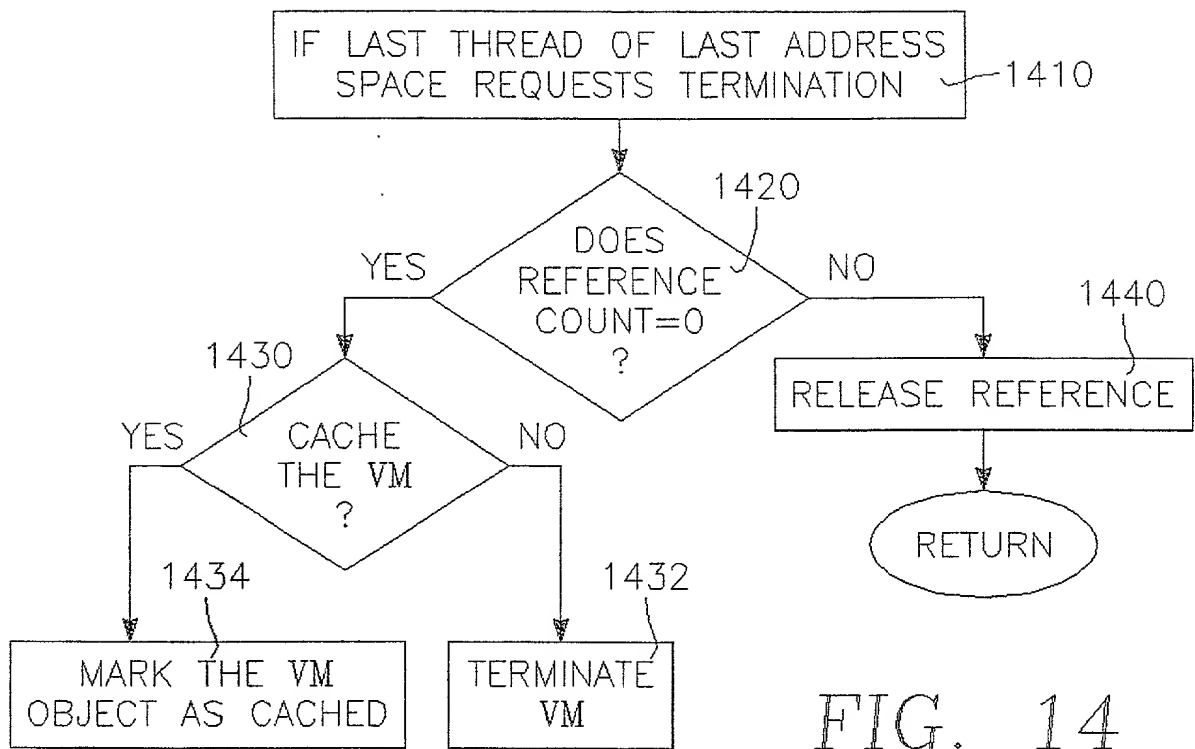 IF LAST THREAD OF LAST ADDRESS
SPACE REQUESTS TERMINATION
1410
1420
DOES
REFERENCE
COUNT=0
?
YES
NO
1430
1440
RELEASE REFERENCE
YES
CACHE
THE VM
?
NO
RETURN
1434
1432
MARK THE VM
OBJECT AS CACHED
TERMINATE
VM
FIG. 14